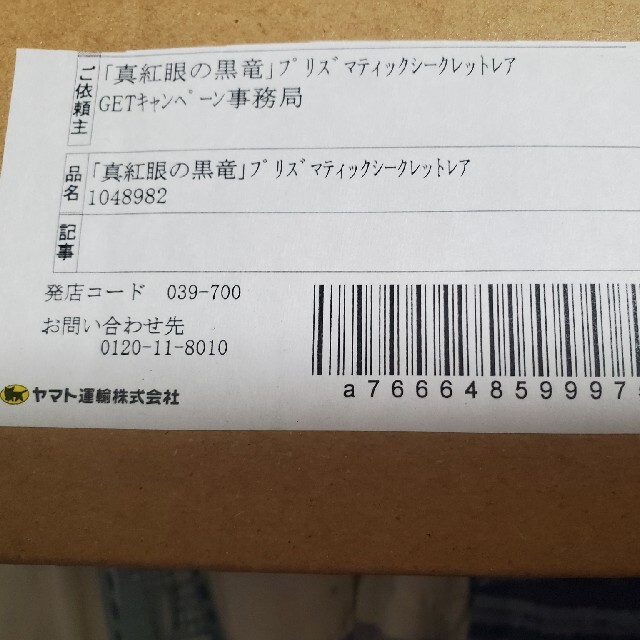 ご依頼主
「真紅眼の黒竜」ﾌﾟﾘｽﾞﾏﾃｨｯｸｼｰｸﾚｯﾄﾚｱ
GETｷｬﾝﾍﾟｰﾝ事務局
品名
「真紅眼の黒竜」ﾌﾟﾘｽﾞﾏﾃｨｯｸｼｰｸﾚｯﾄﾚｱ
1048982
記事
発店コード 039-700
お問い合わせ先
0120-11-8010
ヤマト運輸株式会社
a76664859997